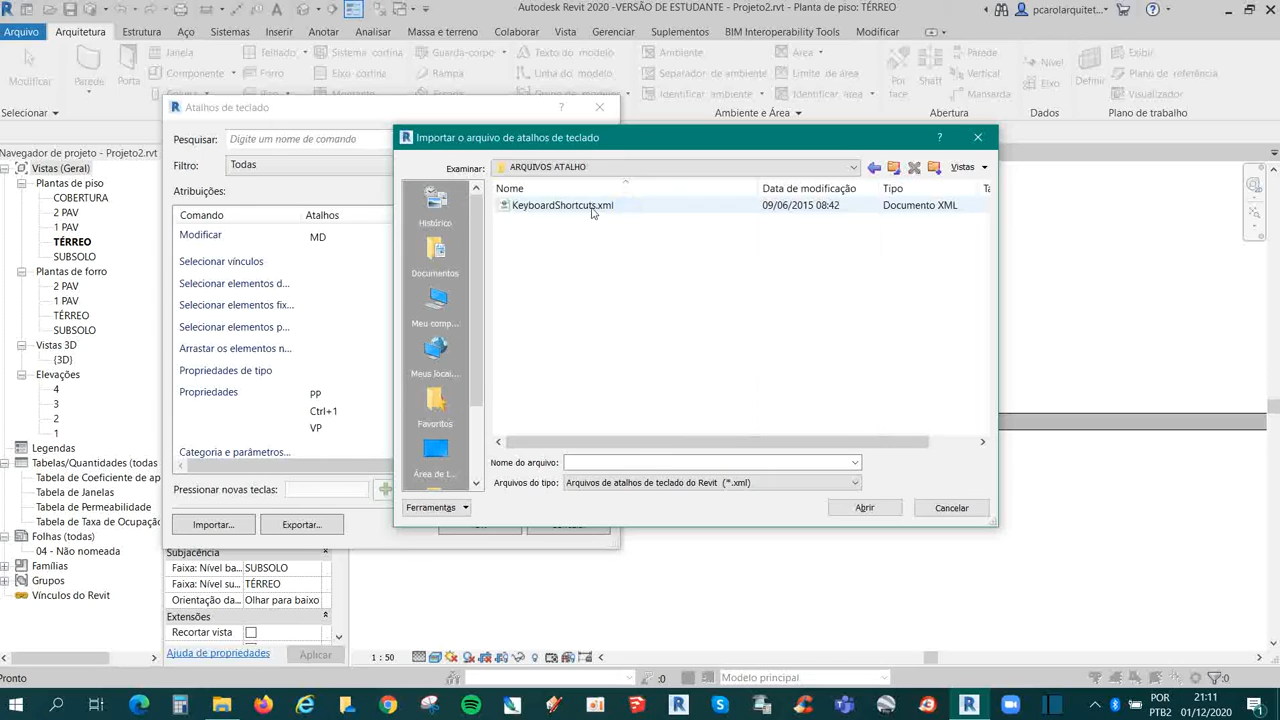 Autodesk Revit 2020 - VERSÃO DE ESTUDANTE - Projeto2.rvt - Planta de piso: TÉRREO
pcarolarquitet...
Arquivo Arquitetura Estrutura Aço Sistemas Inserir Anotar Analisar Massa e terreno Colaborar Vista Gerenciar Suplementos BIM Interoperability Tools Modificar
Janela Telhado Sistema cortina Guarda-corpo Texto do modelo Ambiente Área Parede Nível Exibir
Componente Forro Eixo cortina Rampa Linha do modelo Separador de ambiente Limite de área Vertical Eixo Plano de referência
Modificar Parede Porta Por face Shaft Definir
Identificar ambiente Identificar área Mansarda Visualizador
Selecionar Ambiente e Área Abertura Dados Plano de trabalho
Atalhos de teclado ?
Pesquisar: Digite um nome de comando
Filtro: Todas
Atribuições:
Comando Atalhos
Modificar MD
Selecionar vínculos
Selecionar elementos d...
Selecionar elementos fix...
Selecionar elementos p...
Arrastar os elementos n...
Propriedades de tipo
Propriedades PP
Ctrl+1
VP
Categoria e parâmetros...
Pressionar novas teclas:
Importar... Exportar...
Importar o arquivo de atalhos de teclado ?
Examinar: ARQUIVOS ATALHO Vistas
Nome Data de modificação Tipo Ta
KeyboardShortcuts.xml 09/06/2015 08:42 Documento XML
Histórico
Documentos
Meu comp...
Meus locai...
Favoritos
Área de t...
Nome do arquivo:
Arquivos do tipo: Arquivos de atalhos de teclado do Revit (*.xml)
Ferramentas Abrir Cancelar
Navegador de projeto - Projeto2.rvt
Vistas (Geral)
Plantas de piso
COBERTURA
2 PAV
1 PAV
TÉRREO
SUBSOLO
Plantas de forro
2 PAV
1 PAV
TÉRREO
SUBSOLO
Vistas 3D
{3D}
Elevações
4
3
2
1
Legendas
Tabelas/Quantidades (todas
Tabela de Coeficiente de ap
Tabela de Janelas
Tabela de Permeabilidade
Tabela de Taxa de Ocupação
Folhas (todas)
04 - Não nomeada
Famílias
Grupos
Vínculos do Revit
Subjacência
Faixa: Nível ba... SUBSOLO
Faixa: Nível su... TÉRREO
Orientação da... Olhar para baixo
Extensões
Recortar vista
Ajuda de propriedades Aplicar
1 : 50
Pronto :0 Modelo principal :0
POR 21:11
PTB2 01/12/2020